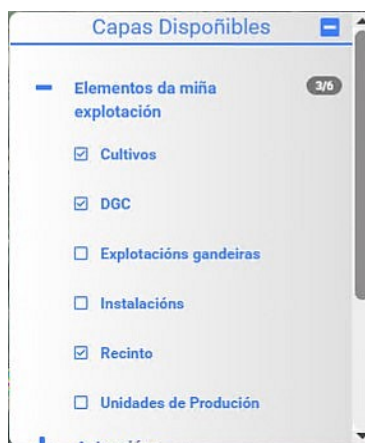 Capas Dispoñibles
Elementos da miña 3/6
explotación
Cultivos
DGC
Explotacións gandeiras
Instalacións
Recinto
Unidades de Produción